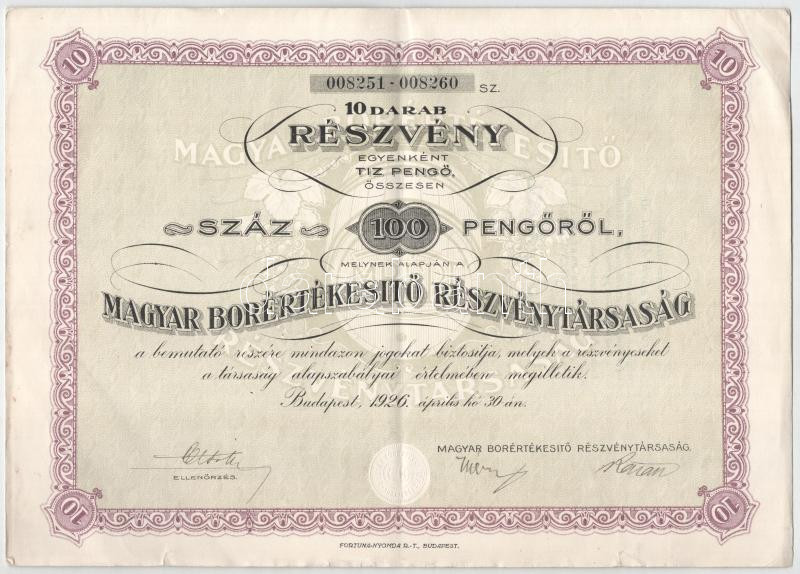 10
10
008251 - 008260 SZ.
10 DARAB
RÉSZVÉNY
EGYENKÉNT
TIZ PENGŐ,
ÖSSZESEN
SZÁZ 100 PENGŐRŐL,
MELYNEK ALAPJÁN A
MAGYAR BORÉRTÉKESITŐ RÉSZVÉNYTÁRSASÁG
a bemutató részére mindazon jogokat biztosítja, melyek a részvényeseket
a társaság alapszabályai értelmében megilletik.
Budapest, 1926. április hó 30-án.
MAGYAR BORÉRTÉKESITŐ RÉSZVÉNYTÁRSASÁG.
ELLENŐRZÉS.
10
10
FORTUNA-NYOMDA R.-T., BUDAPEST.